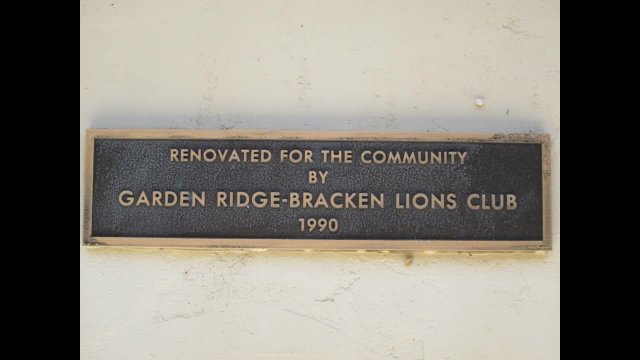 RENOVATED FOR THE COMMUNITY
BY
GARDEN RIDGE-BRACKEN LIONS CLUB
1990